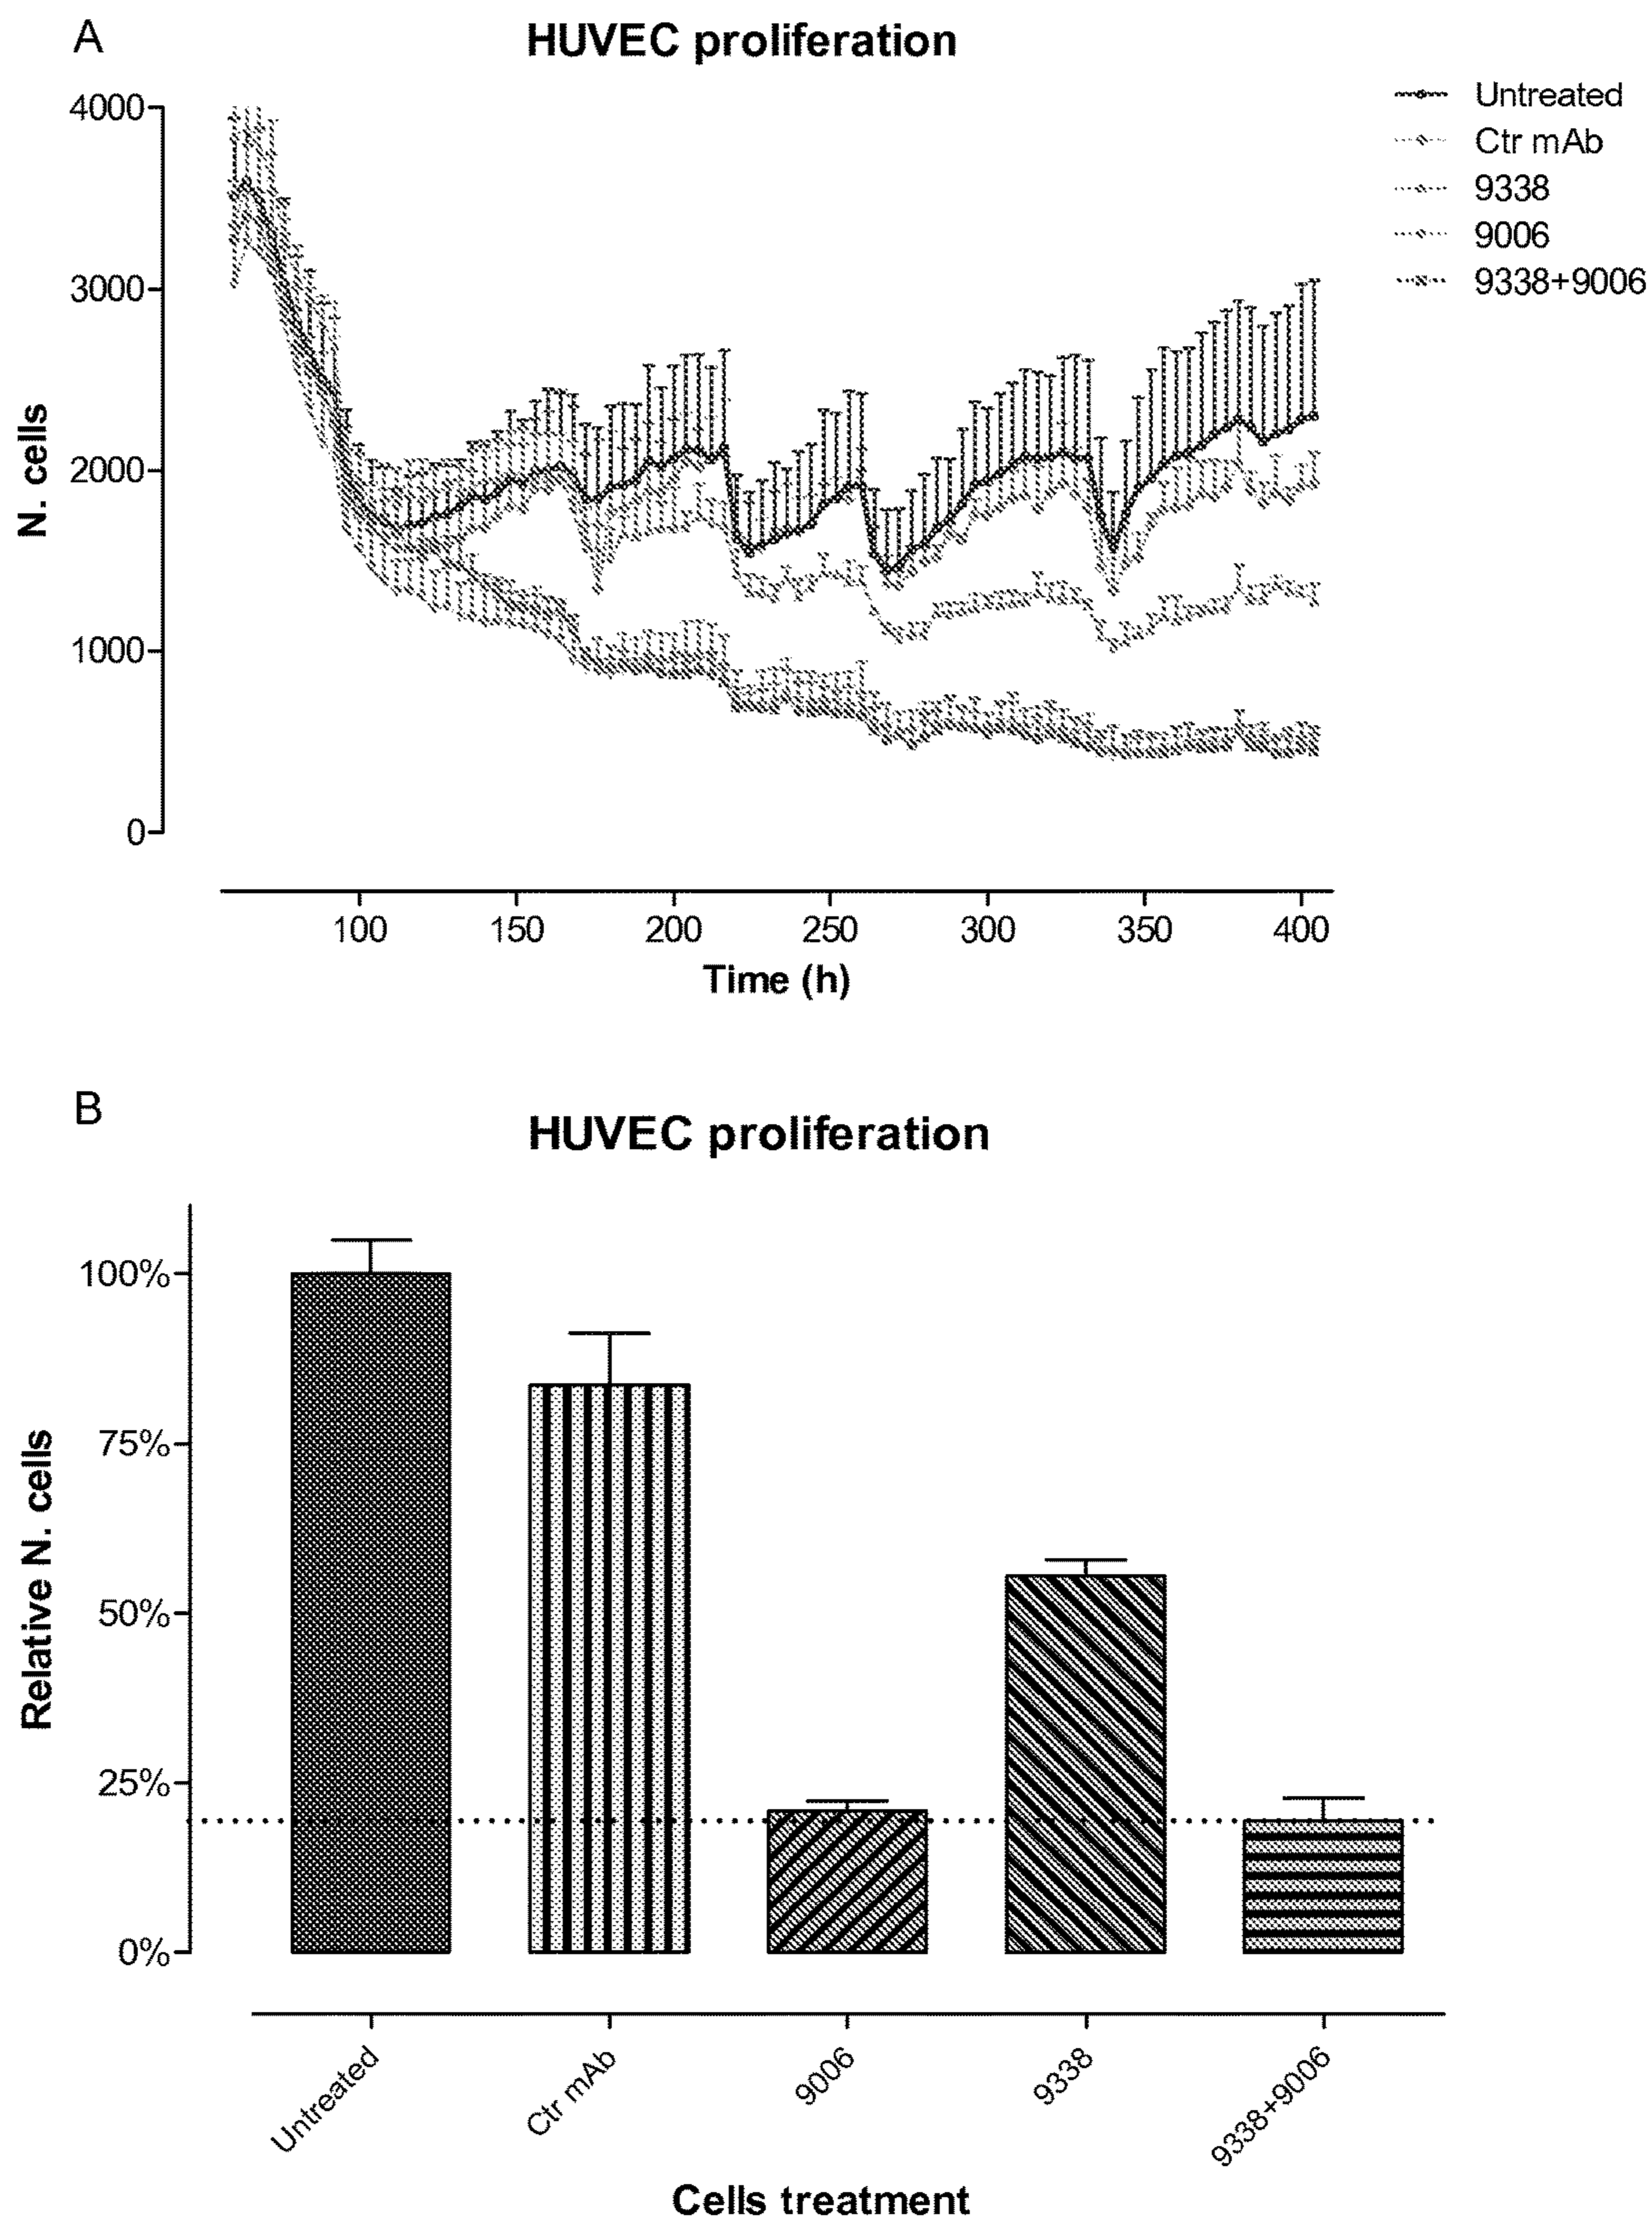 A
HUVEC proliferation
4000
3000
2000
1000
0
N. cells
100 150 200 250 300 350 400
Time (h)
Untreated
Ctr mAb
9338
9006
9338+9006
B
HUVEC proliferation
100%
75%
50%
25%
0%
Relative N. cells
Untreated Ctr mAb 9006 9338 9338+9006
Cells treatment